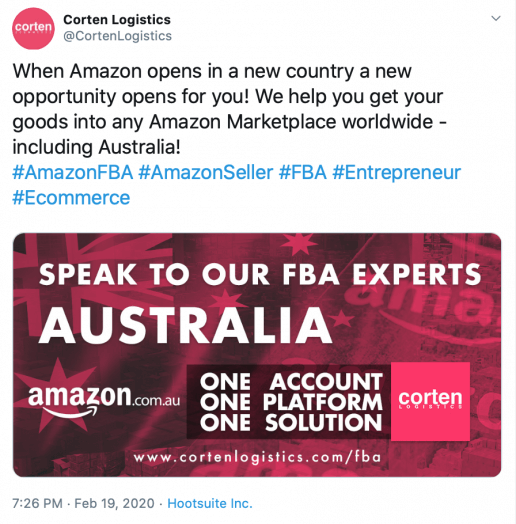 corten
Corten Logistics
@CortenLogistics
When Amazon opens in a new country a new
opportunity opens for you! We help you get your
goods into any Amazon Marketplace worldwide -
including Australia!
#AmazonFBA #AmazonSeller #FBA #Entrepreneur
#Ecommerce
SPEAK TO OUR FBA EXPERTS
AUSTRALIA
amazon.com.au
ONE ACCOUNT
ONE PLATFORM
ONE SOLUTION
corten
LOGISTICS
www.cortenlogistics.com/fba
7:26 PM · Feb 19, 2020 · Hootsuite Inc.